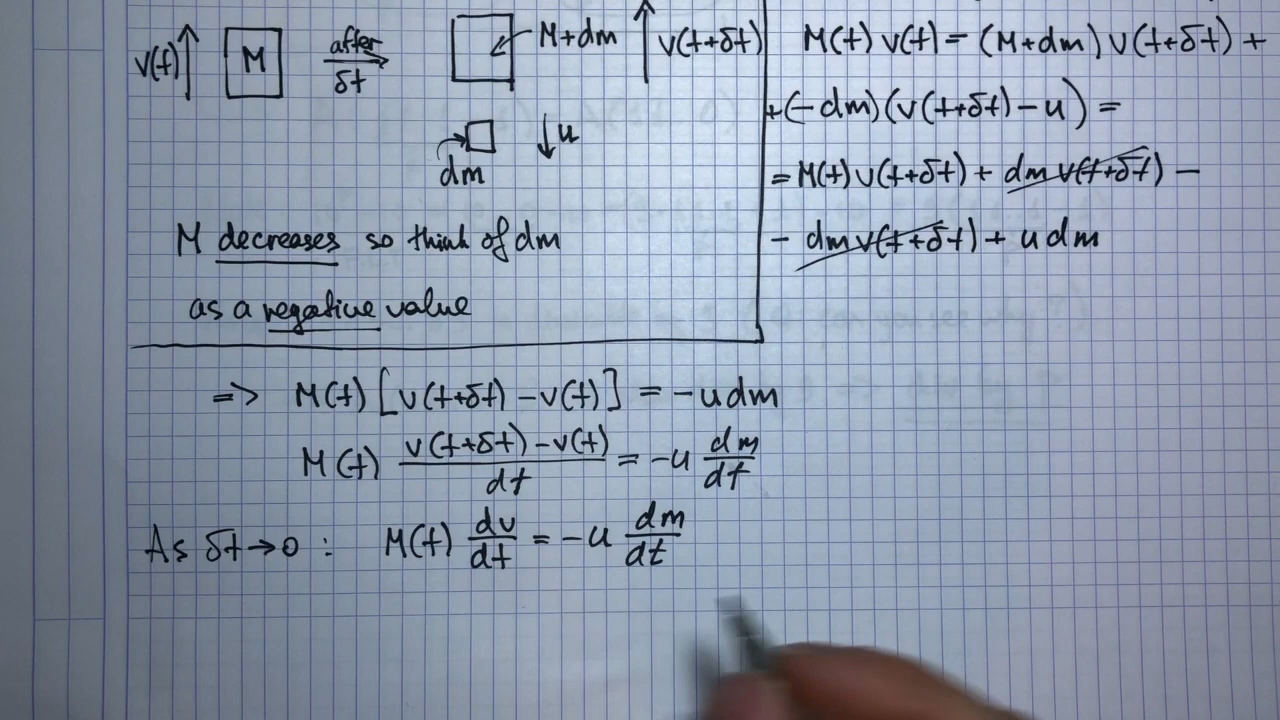 v(t) M after δt M+dm v(t+δt)
dm u
M decreases so think of dm
as a negative value
M(t) v(t) = (M+dm) v(t+δt) +
+(-dm)(v(t+δt) - u) =
= M(t) v(t+δt) + dm v(t+δt) -
- dm v(t+δt) + u dm
=> M(t) [v(t+δt) - v(t)] = -u dm
M(t) (v(t+δt) - v(t))/dt = -u dm/dt
As δt→0 : M(t) dv/dt = -u dm/dt